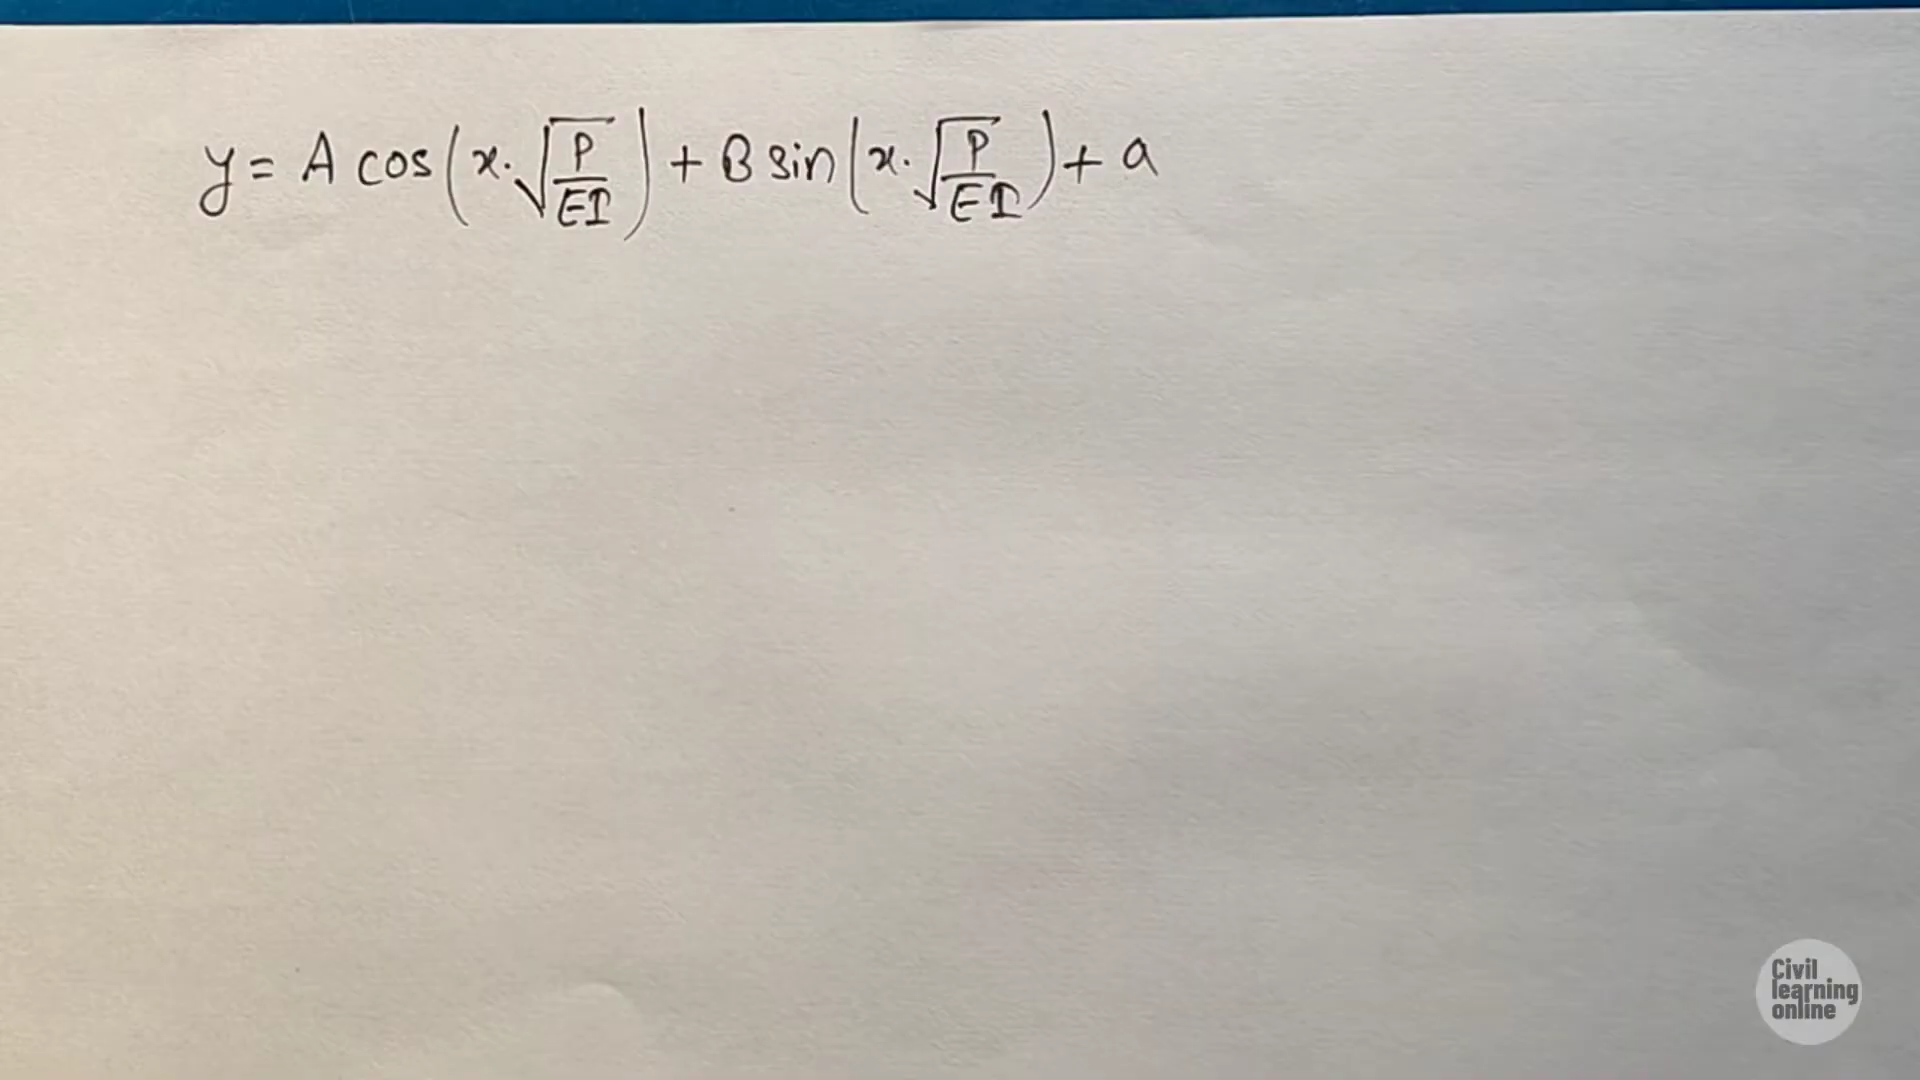 y = A cos(x.√(P/EI)) + B sin(x.√(P/EI)) + a
Civil
learning
online